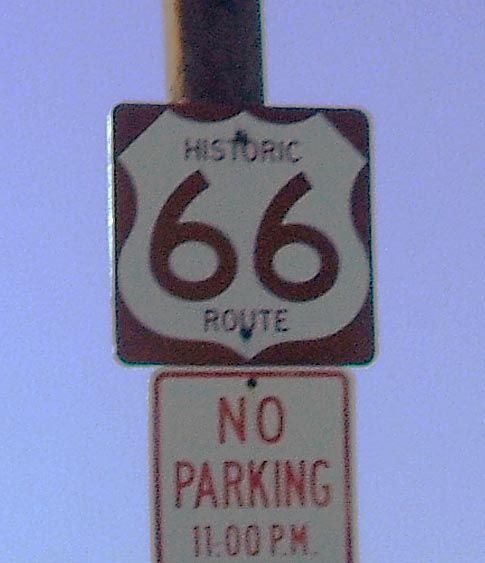 HISTORIC
66
ROUTE
NO
PARKING
11:00 P.M.